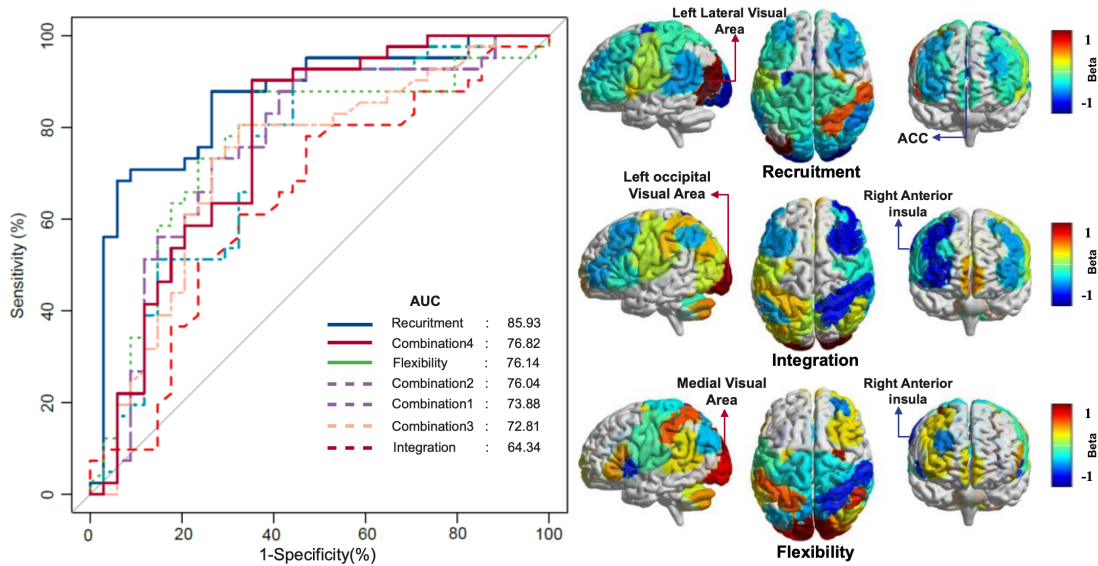 Sensitivity (%)
100
80
60
40
20
0
0 20 40 60 80 100
1-Specificity(%)
AUC
Recuritment : 85.93
Combination4 : 76.82
Flexibility : 76.14
Combination2 : 76.04
Combination1 : 73.88
Combination3 : 72.81
Integration : 64.34
Left Lateral Visual
Area
ACC
Recruitment
1
Beta
-1
Left occipital
Visual Area
Right Anterior
insula
Integration
1
Beta
-1
Medial Visual
Area
Right Anterior
insula
Flexibility
1
Beta
-1